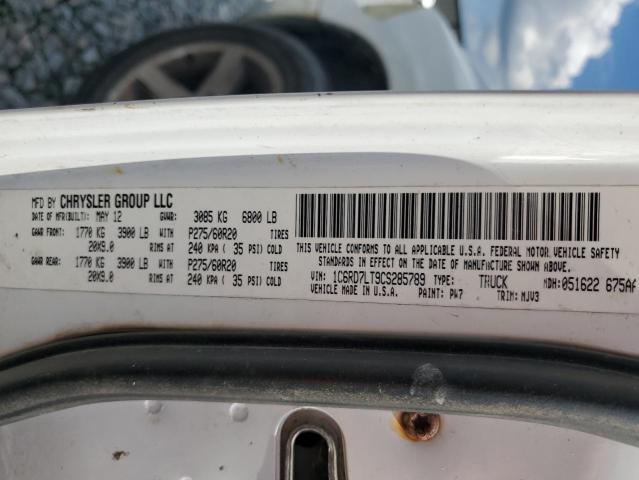 MFD BY CHRYSLER GROUP LLC
DATE OF MFR(BUILT): MAY 12 GVWR: 3085 KG 6800 LB
GAWR FRONT: 1770 KG 3900 LB WITH P275/60R20 TIRES
20X9.0 RIMS AT 240 KPA ( 35 PSI) COLD
GAWR REAR: 1770 KG 3900 LB WITH P275/60R20 TIRES
20X9.0 RIMS AT 240 KPA ( 35 PSI) COLD
THIS VEHICLE CONFORMS TO ALL APPLICABLE U.S.A. FEDERAL MOTOR VEHICLE SAFETY
STANDARDS IN EFFECT ON THE DATE OF MANUFACTURE SHOWN ABOVE.
VIN: 1C6RD7LT9CS285789 TYPE: TRUCK MDH: 051622 675AA
VEHICLE MADE IN U.S.A. PAINT: PW7 TRIM: MJV3